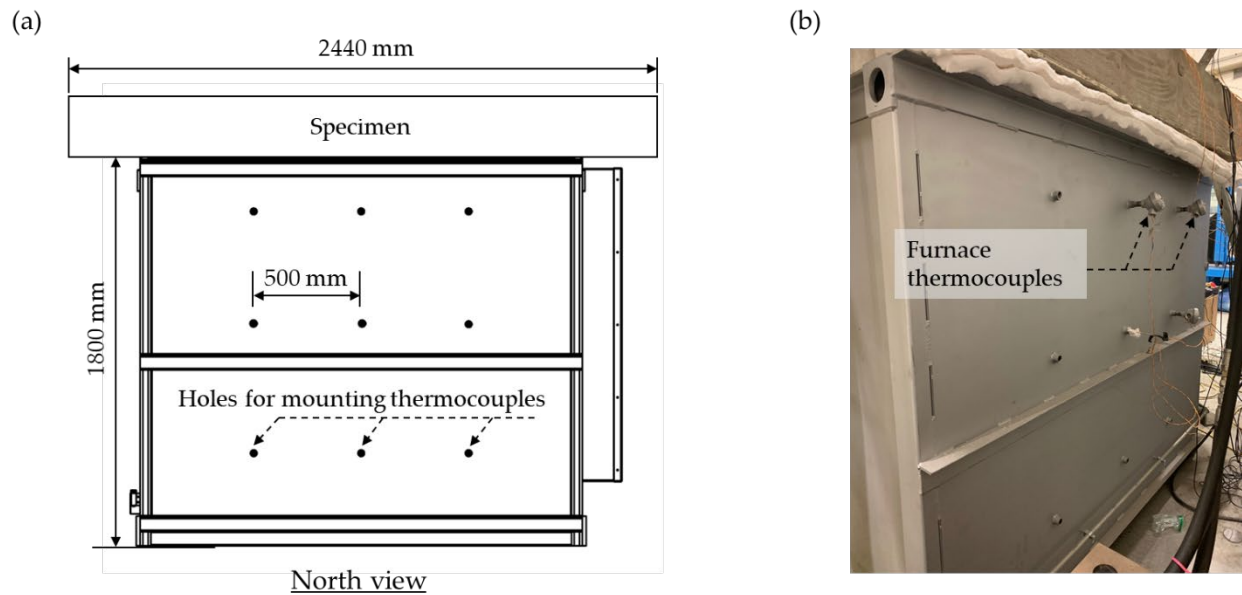 (a)
(b)
2440 mm
Specimen
500 mm
1800 mm
Holes for mounting thermocouples
North view
Furnace
thermocouples